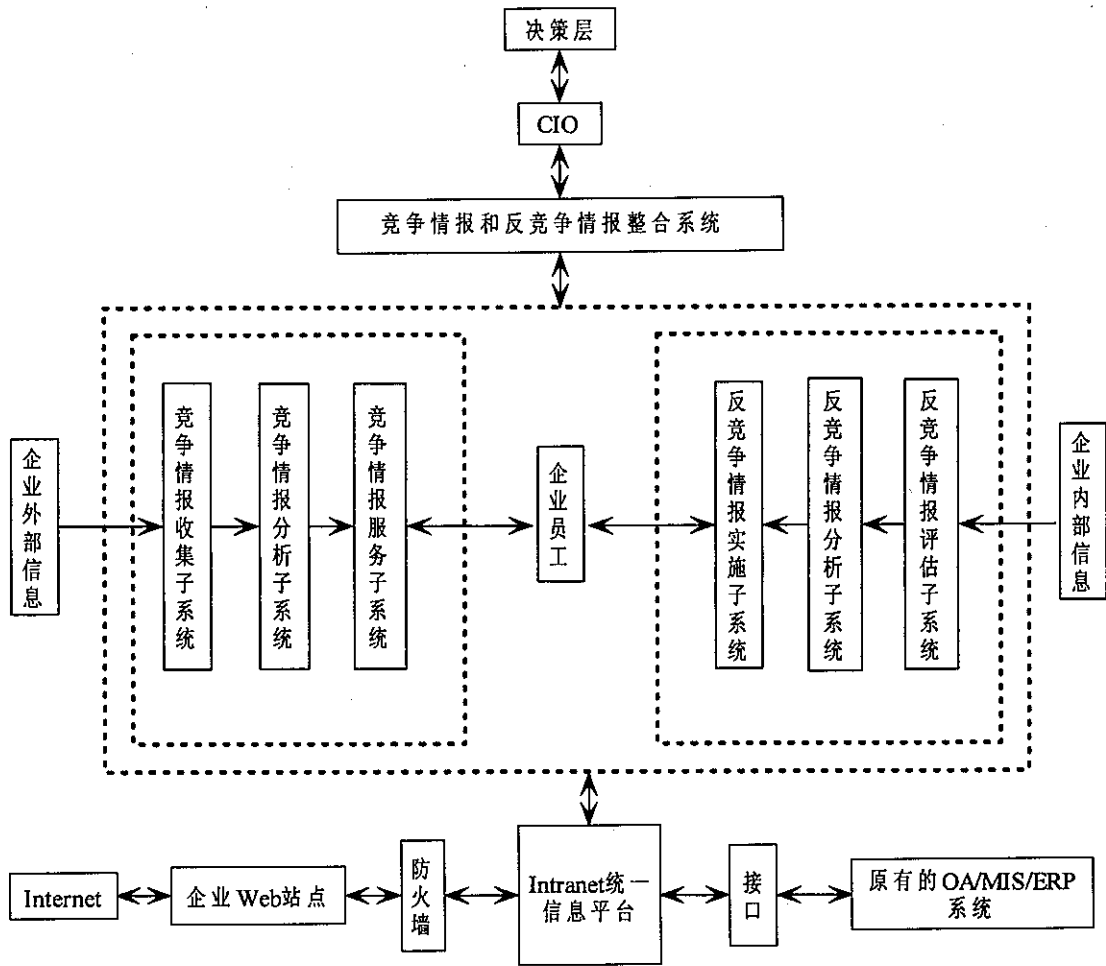 决策层
CIO
竞争情报和反竞争情报整合系统
企业外部信息
竞争情报收集子系统
竞争情报分析子系统
竞争情报服务子系统
企业员工
反竞争情报实施子系统
反竞争情报分析子系统
反竞争情报评估子系统
企业内部信息
Internet
企业Web站点
防火墙
Intranet统一
信息平台
接口
原有的OA/MIS/ERP
系统